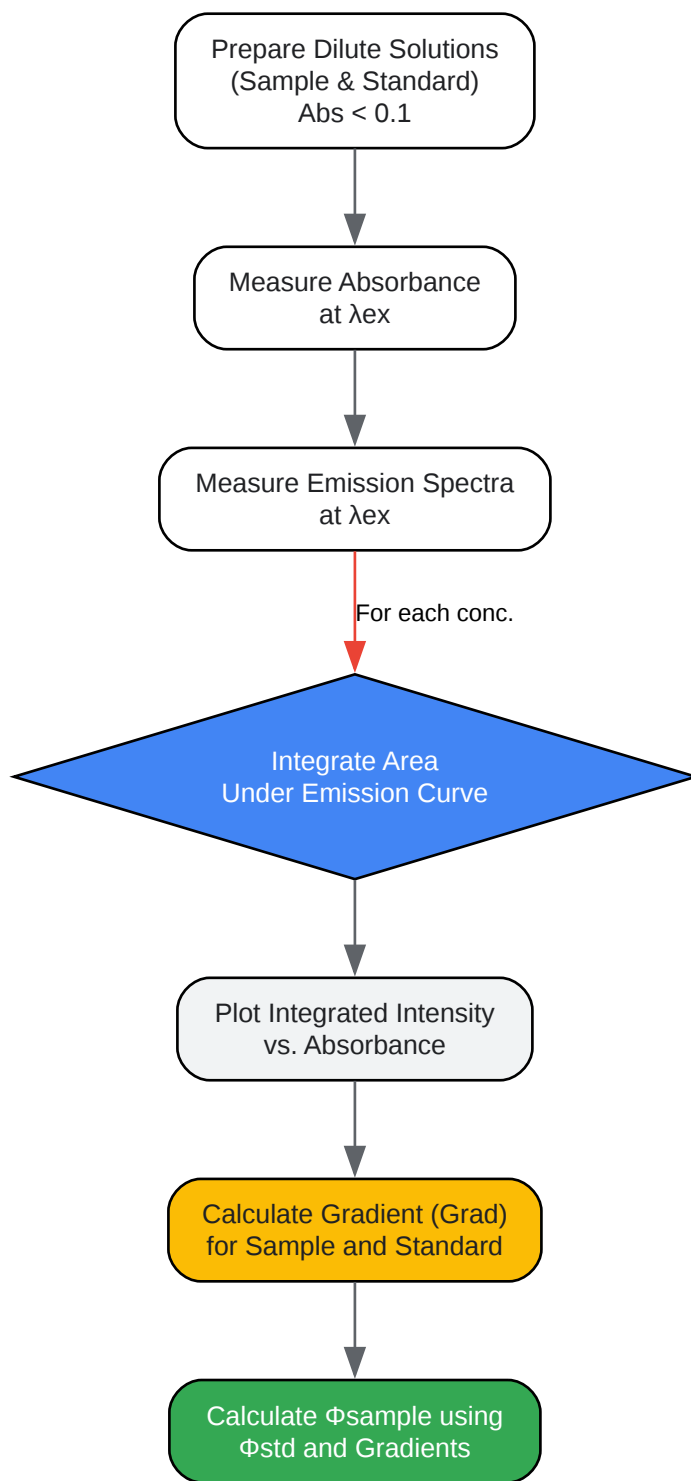 Prepare Dilute Solutions
(Sample & Standard)
Abs < 0.1
Measure Absorbance
at λex
Measure Emission Spectra
at λex
For each conc.
Integrate Area
Under Emission Curve
Plot Integrated Intensity
vs. Absorbance
Calculate Gradient (Grad)
for Sample and Standard
Calculate Φsample using
Φstd and Gradients